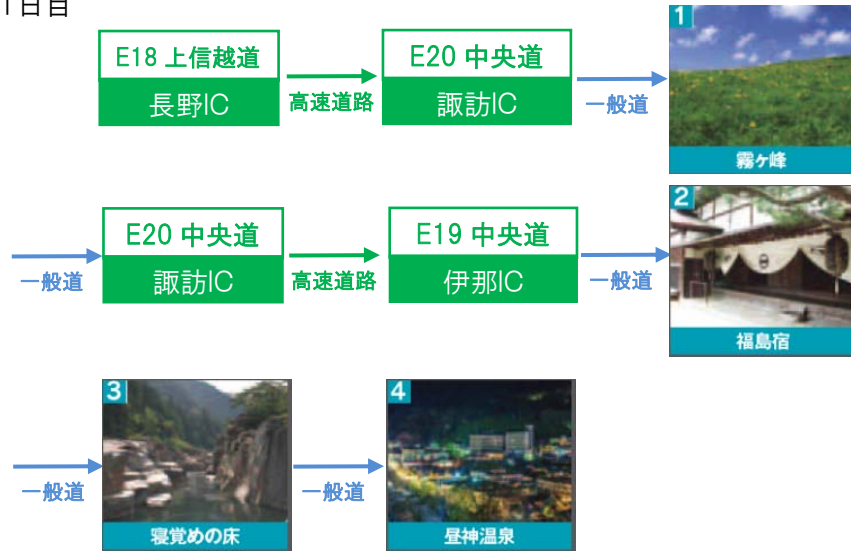 1日目
E18 上信越道
長野IC
高速道路
E20 中央道
諏訪IC
一般道
1
霧ケ峰
一般道
E20 中央道
諏訪IC
高速道路
E19 中央道
伊那IC
一般道
2
福島宿
一般道
3
寝覚めの床
一般道
4
昼神温泉